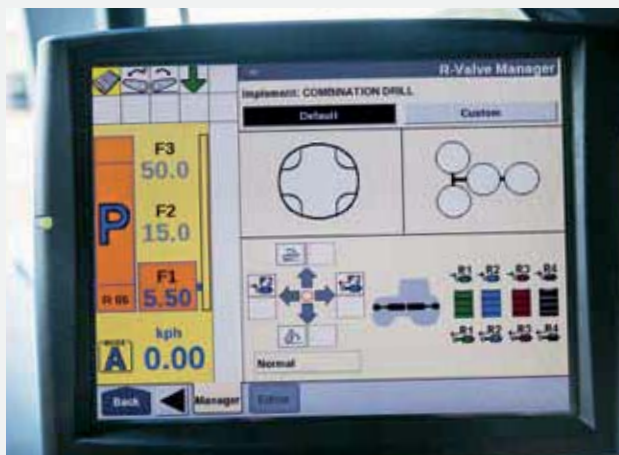 R-Valve Manager
Implement: COMBINATION DRILL
Default
Custom
F3
50.0
F2
15.0
P
F1
5.50
kph
A
0.00
R1 R2 R3 R4
R1 R2 R3 R4
Normal
Back
Manager
Editor